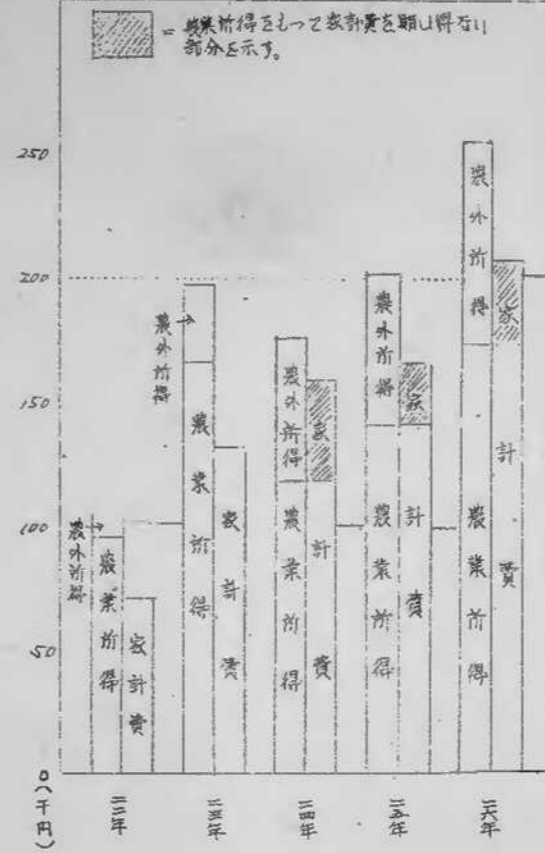 = 農業所得をもつて家計費を賄い得ない
部分を示す。
250
200
150
100
50
0
(千円)
農外所得
農業所得
家計費
二二年
農外所得→
農業所得
家計費
二三年
農外所得
農業所得
家計費
二四年
農外所得
農業所得
家計費
二五年
農外所得
農業所得
家計費
二六年